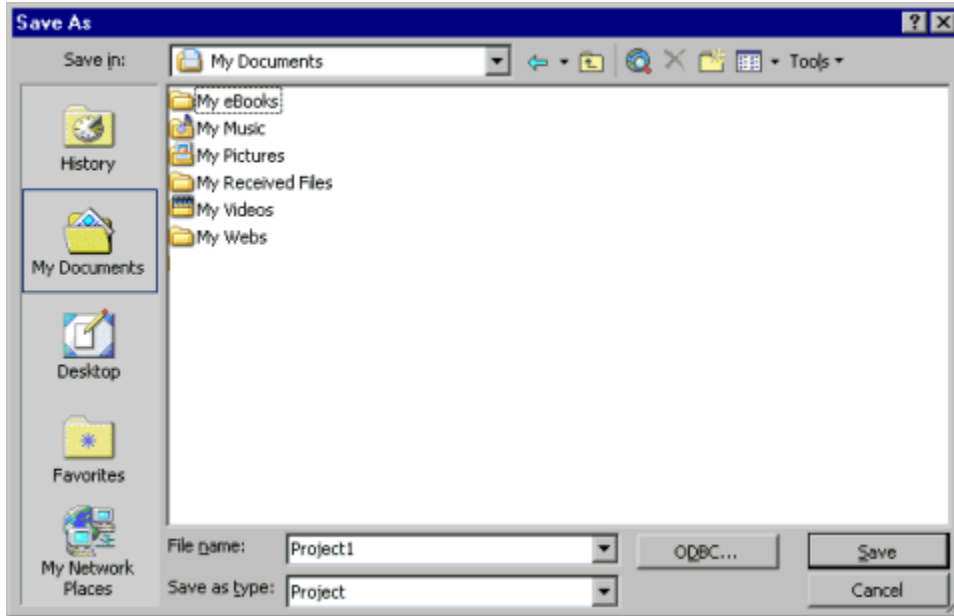 Save As
Save in:
My Documents
Tools
History
My Documents
Desktop
Favorites
My Network
Places
My eBooks
My Music
My Pictures
My Received Files
My Videos
My Webs
File name:
Project1
ODBC...
Save
Save as type:
Project
Cancel